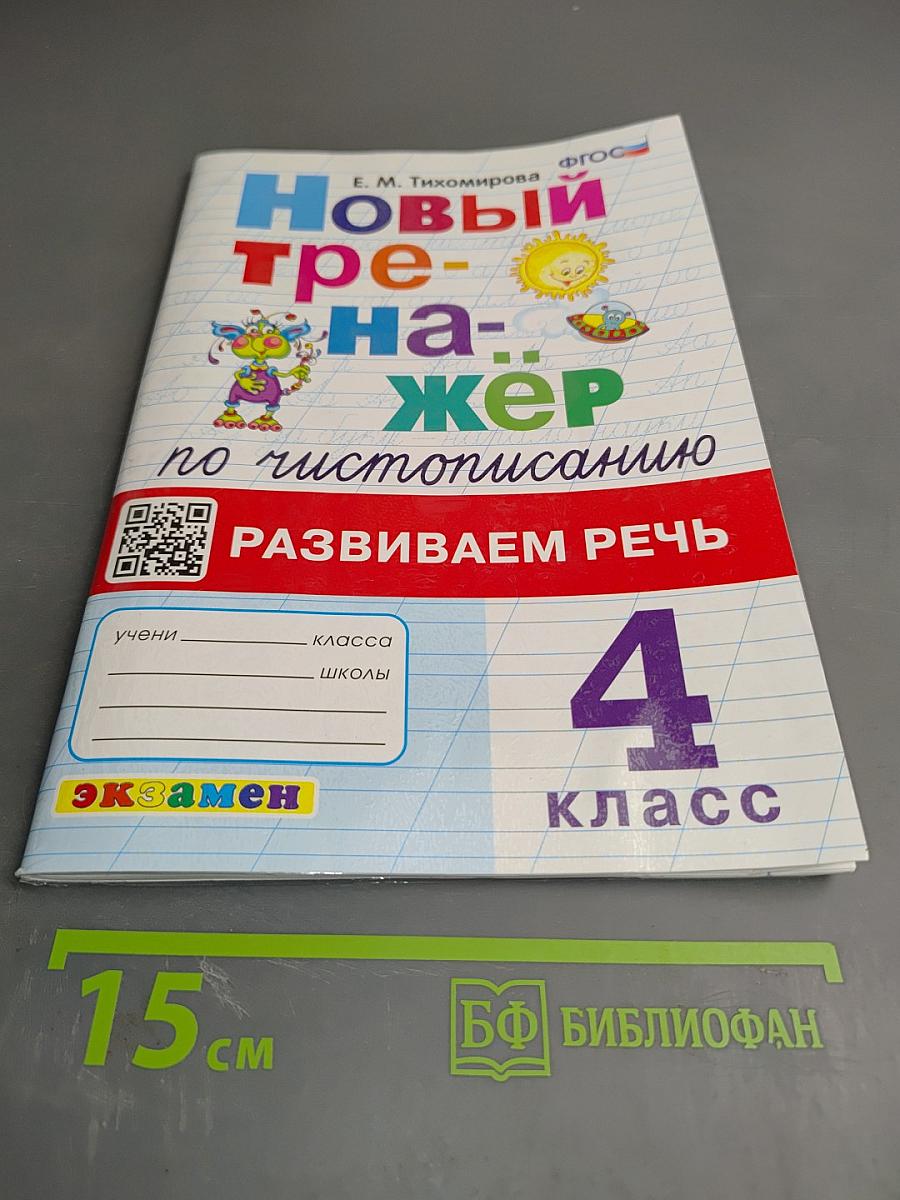 ФГОС
Е. М. Тихомирова
Новый
тре-
на-
жёр
по чистописанию
РАЗВИВАЕМ РЕЧЬ
учени класса
школы
4
класс
экзамен
15 см
БФ БИБЛИОФАН